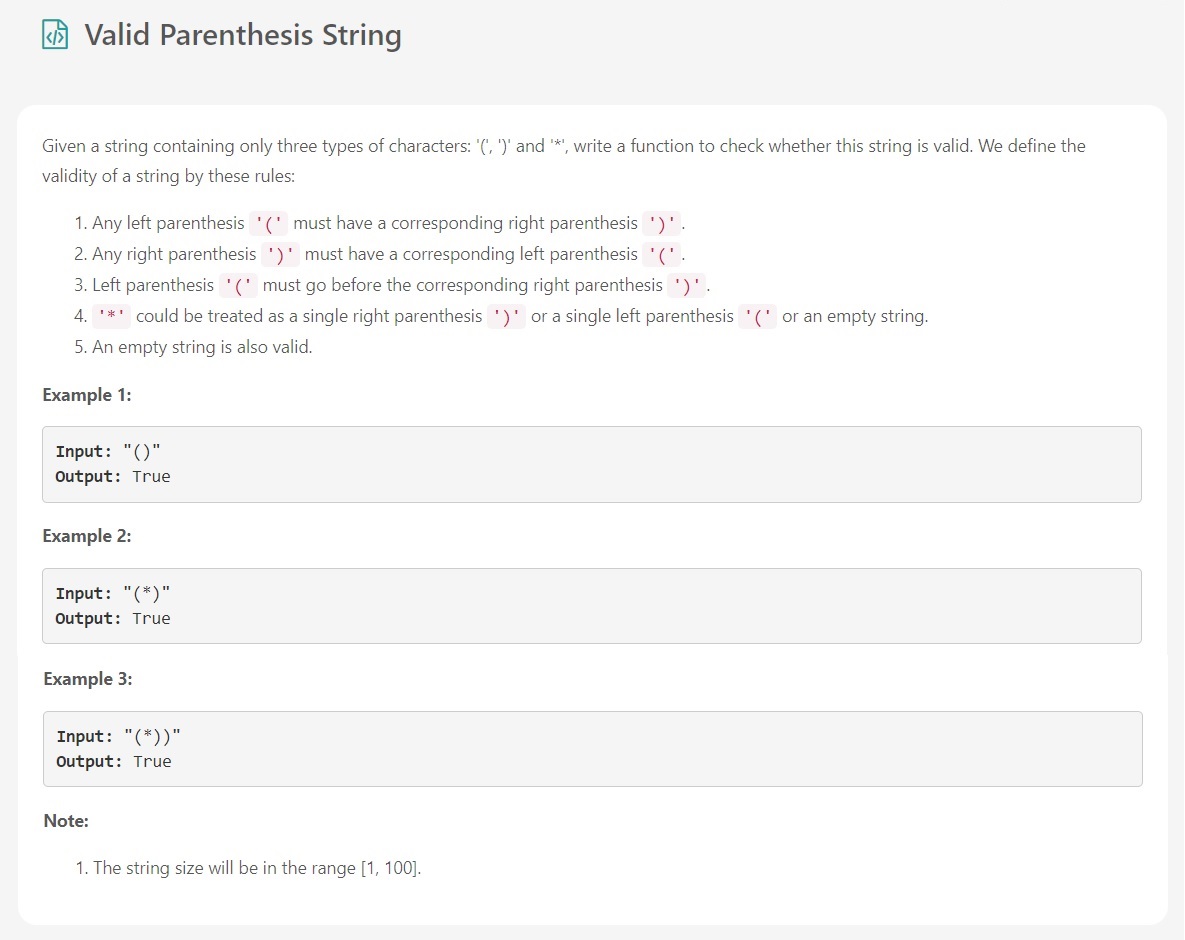 Valid Parenthesis String
Given a string containing only three types of characters: '(', ')' and '*', write a function to check whether this string is valid. We define the
validity of a string by these rules:
1. Any left parenthesis '(' must have a corresponding right parenthesis ')'.
2. Any right parenthesis ')' must have a corresponding left parenthesis '('.
3. Left parenthesis '(' must go before the corresponding right parenthesis ')'.
4. '*' could be treated as a single right parenthesis ')' or a single left parenthesis '(' or an empty string.
5. An empty string is also valid.
Example 1:
Input: "()"
Output: True
Example 2:
Input: "(*)"
Output: True
Example 3:
Input: "(*))"
Output: True
Note:
1. The string size will be in the range [1, 100].